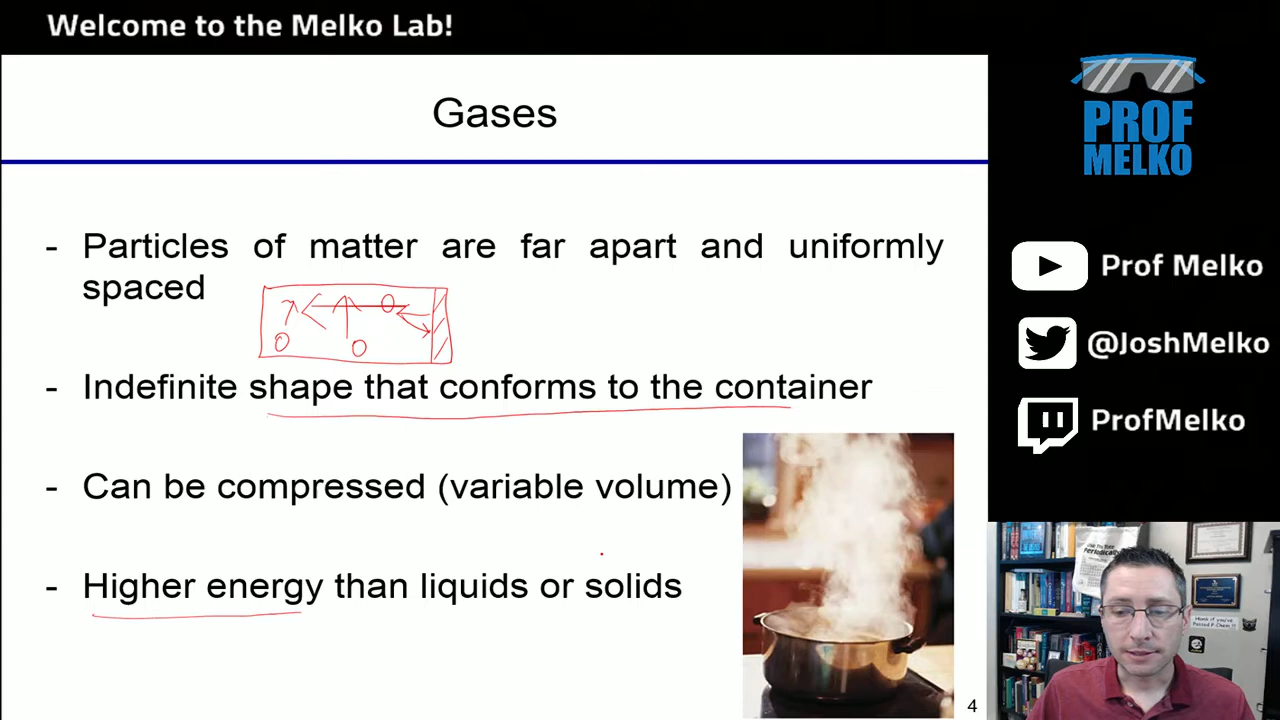 Welcome to the Melko Lab!
Gases
- Particles of matter are far apart and uniformly
spaced
- Indefinite shape that conforms to the container
- Can be compressed (variable volume)
- Higher energy than liquids or solids
4
PROF
MELKO
Prof Melko
@JoshMelko
ProfMelko
Periodically